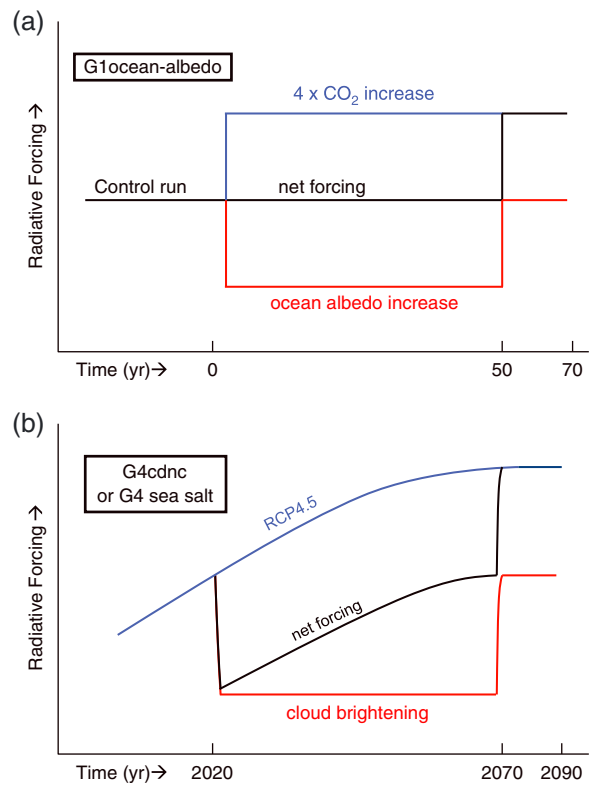 (a)
G1ocean-albedo
4 x CO₂ increase
Radiative Forcing →
Control run
net forcing
ocean albedo increase
Time (yr)→ 0 50 70
(b)
G4cdnc
or G4 sea salt
RCP4.5
Radiative Forcing →
net forcing
cloud brightening
Time (yr)→ 2020 2070 2090